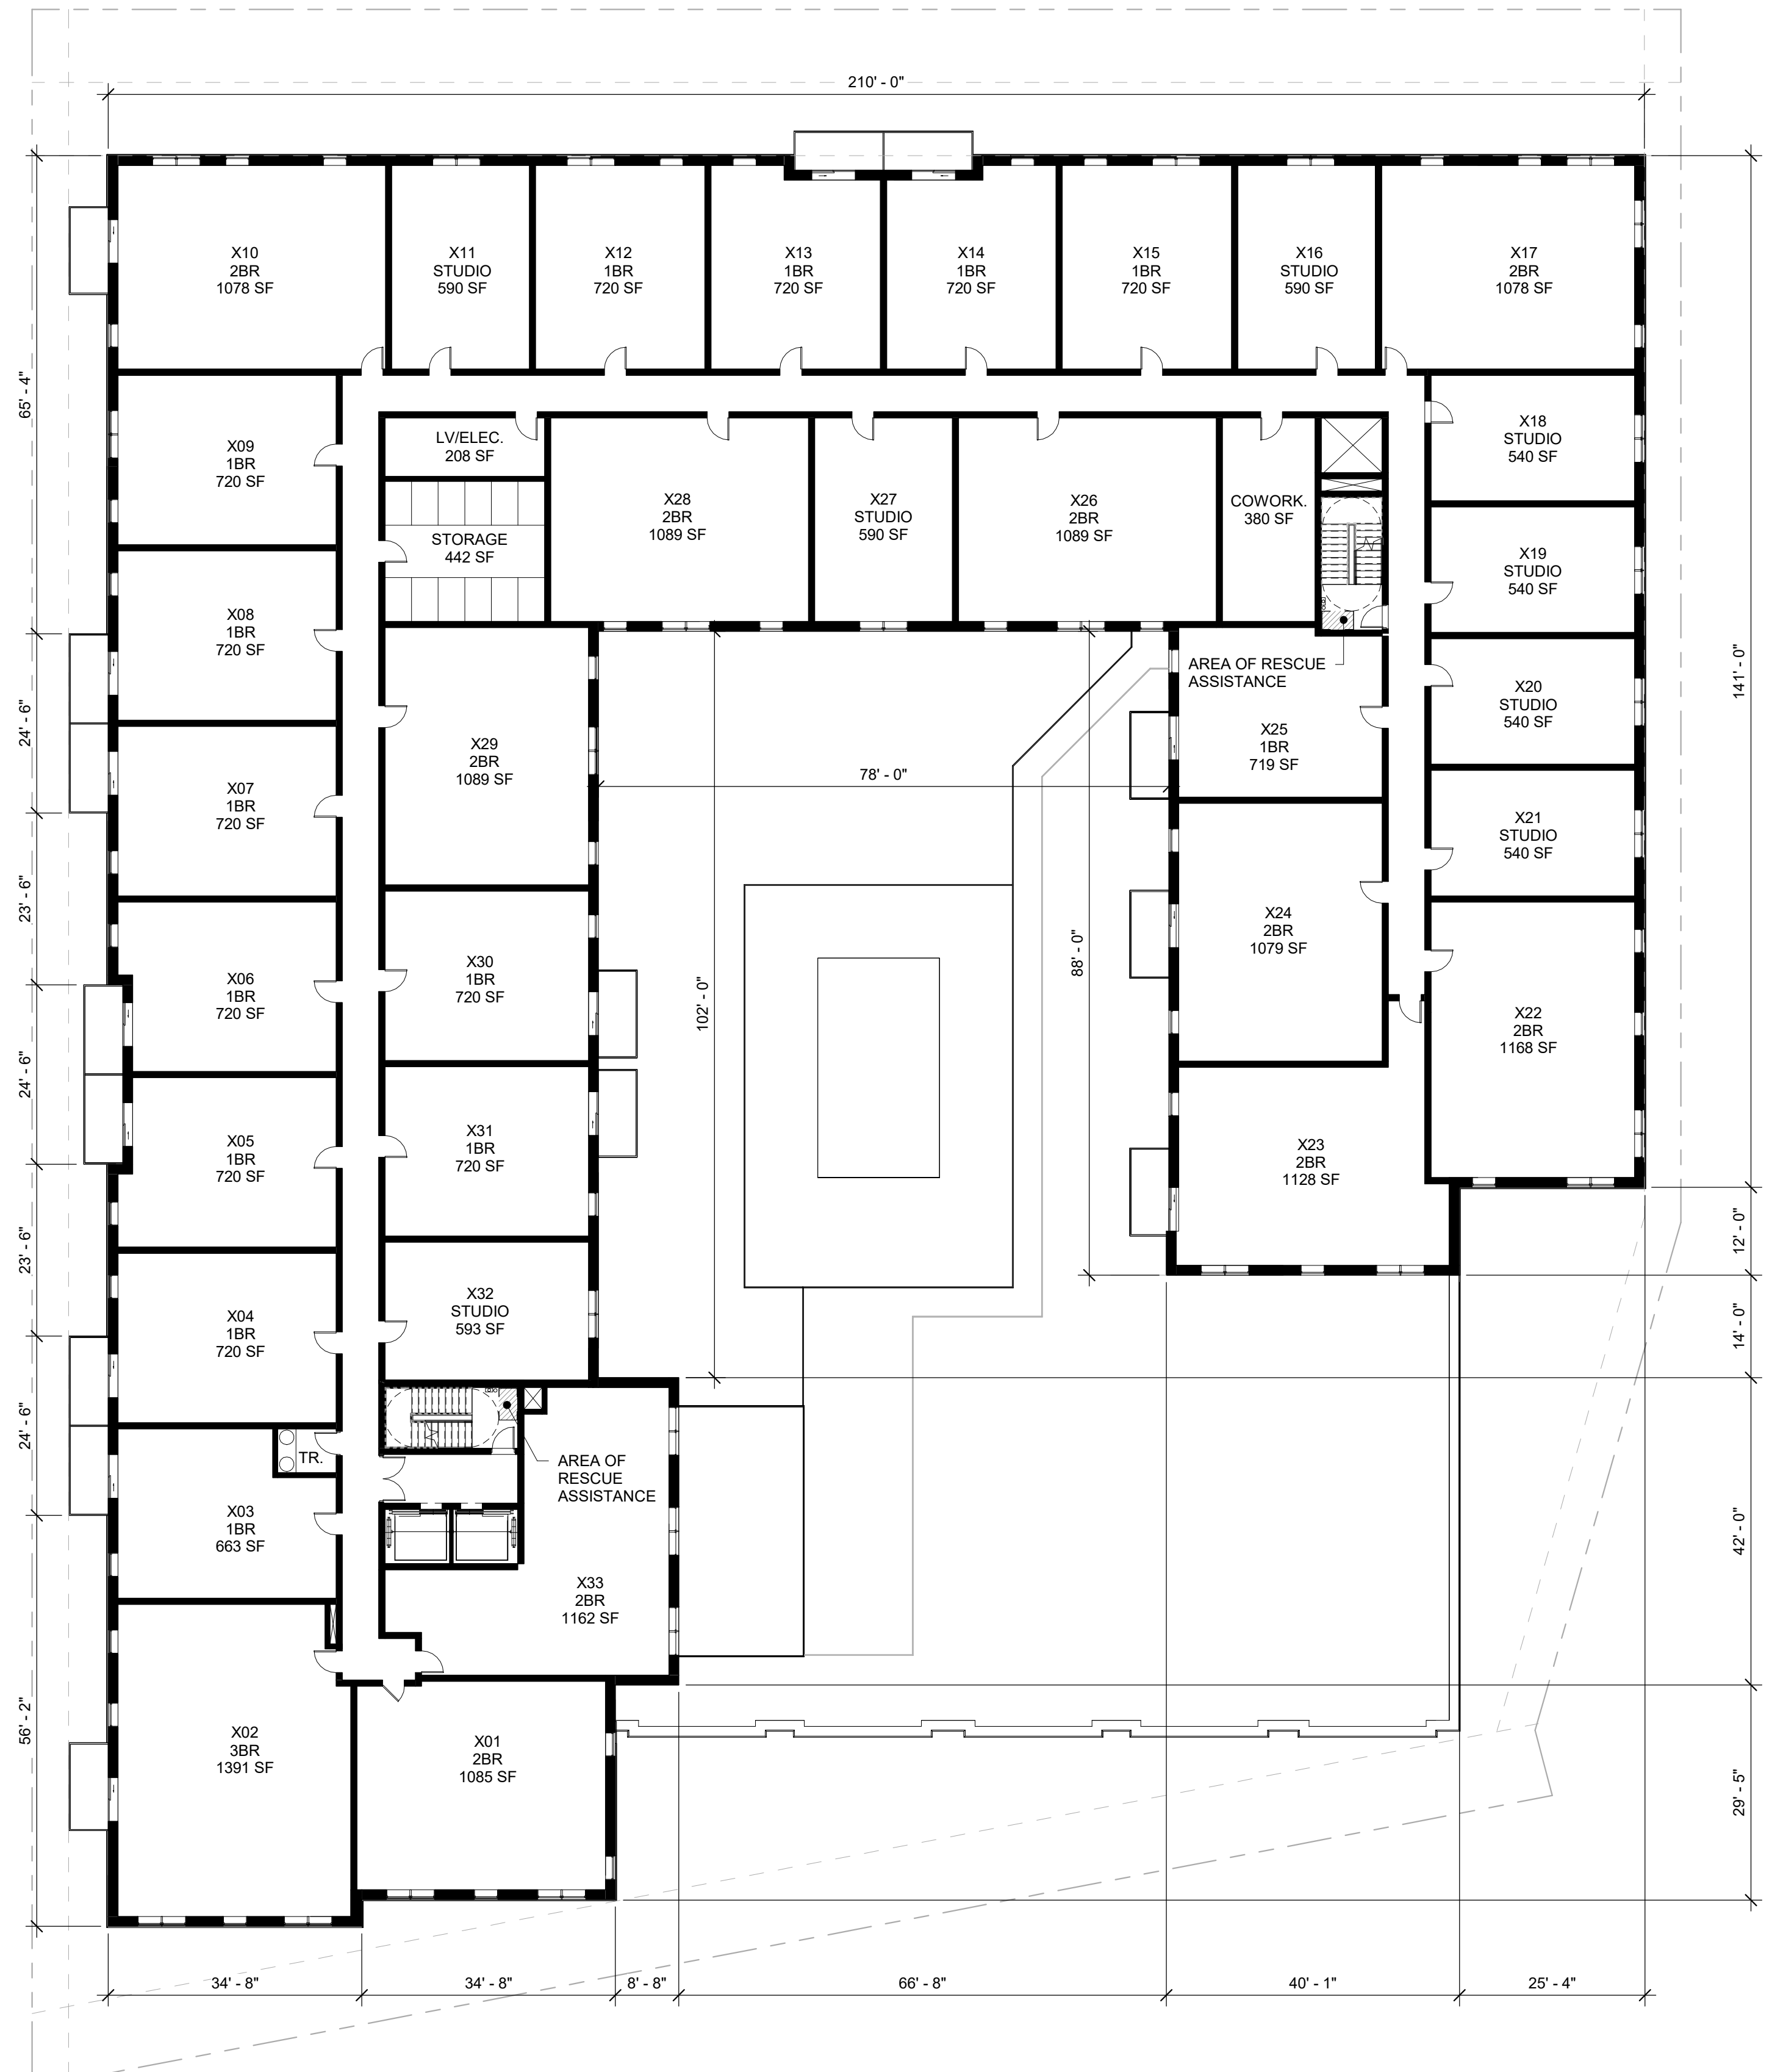 210' - 0"
X10
2BR
1078 SF
X11
STUDIO
590 SF
X12
1BR
720 SF
X13
1BR
720 SF
X14
1BR
720 SF
X15
1BR
720 SF
X16
STUDIO
590 SF
X17
2BR
1078 SF
65' - 4"
X09
1BR
720 SF
LV/ELEC.
208 SF
STORAGE
442 SF
X28
2BR
1089 SF
X27
STUDIO
590 SF
X26
2BR
1089 SF
COWORK.
380 SF
X18
STUDIO
540 SF
X19
STUDIO
540 SF
X08
1BR
720 SF
AREA OF RESCUE
ASSISTANCE
X20
STUDIO
540 SF
141' - 0"
24' - 6"
X29
2BR
1089 SF
78' - 0"
X25
1BR
719 SF
X07
1BR
720 SF
X21
STUDIO
540 SF
23' - 6"
X24
2BR
1079 SF
X06
1BR
720 SF
X30
1BR
720 SF
102' - 0"
88' - 0"
X22
2BR
1168 SF
24' - 6"
X05
1BR
720 SF
X31
1BR
720 SF
X23
2BR
1128 SF
23' - 6"
12' - 0"
X04
1BR
720 SF
X32
STUDIO
593 SF
14' - 0"
24' - 6"
TR.
AREA OF
RESCUE
ASSISTANCE
X03
1BR
663 SF
42' - 0"
X33
2BR
1162 SF
56' - 2"
X02
3BR
1391 SF
X01
2BR
1085 SF
29' - 5"
34' - 8"
34' - 8"
8' - 8"
66' - 8"
40' - 1"
25' - 4"